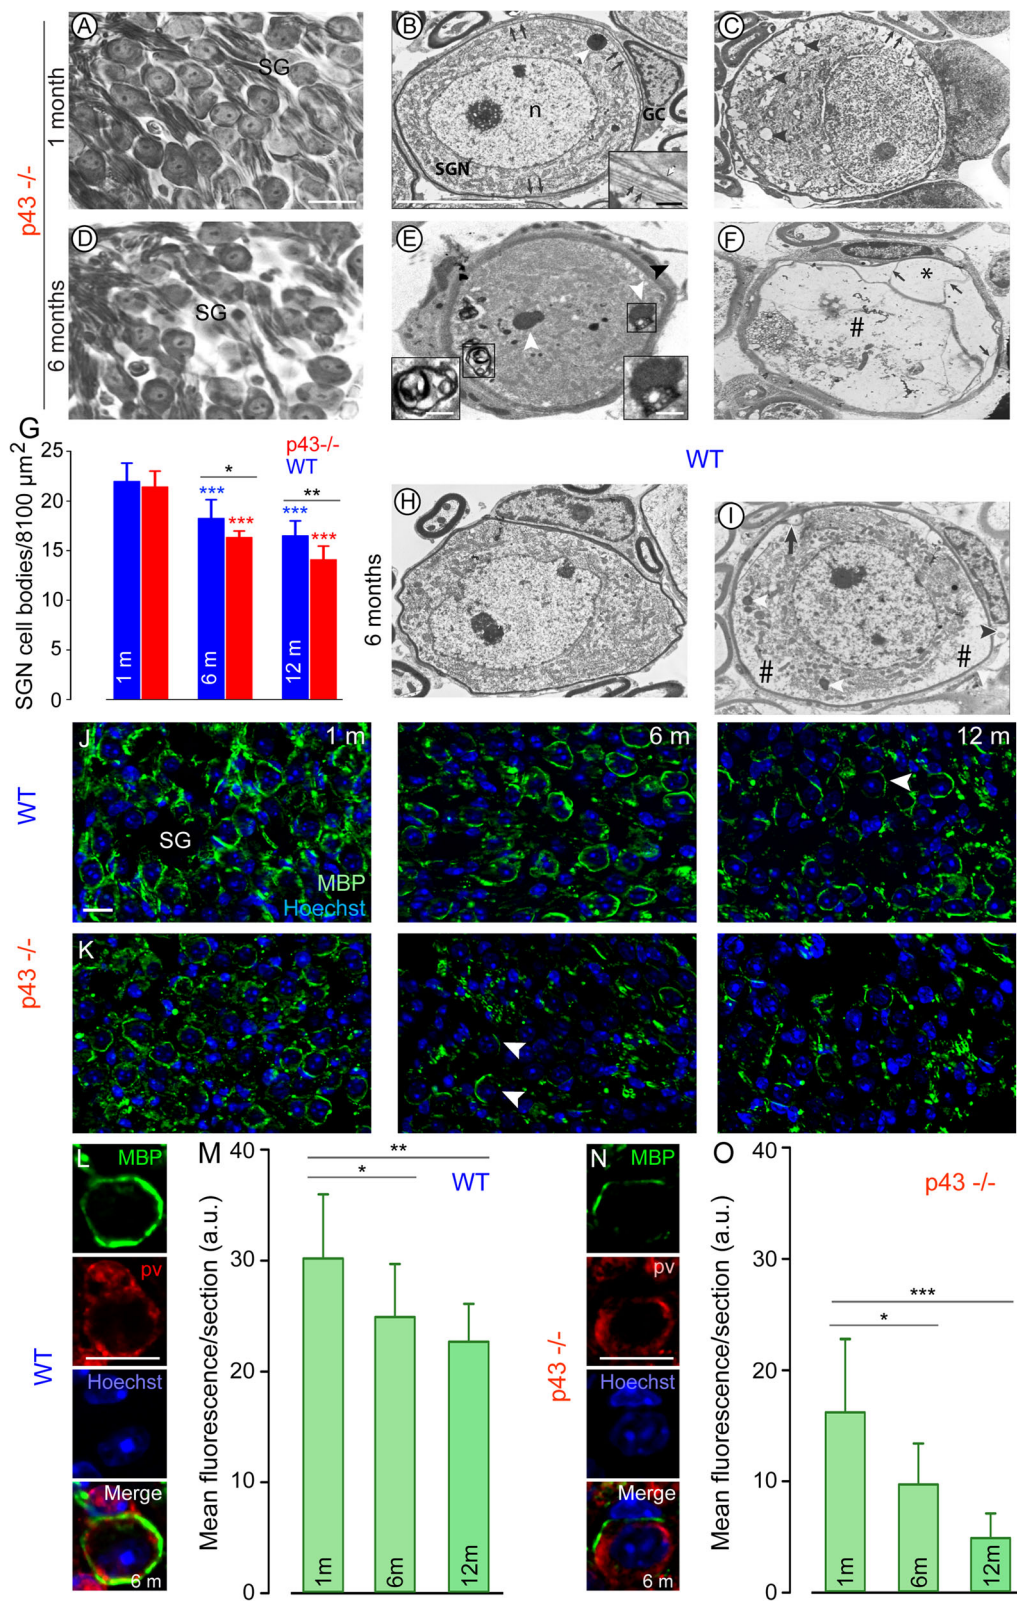 p43 -/-
1 month
6 months
A
SG
B
n
SGN
GC
C
D
SG
E
F
*
#
G
SGN cell bodies/8100 µm²
25
20
15
10
5
0
p43-/-
WT
*
**
***
***
***
***
1 m
6 m
12 m
WT
6 months
H
I
#
#
WT
J
1 m
6 m
12 m
SG
MBP
Hoechst
p43 -/-
K
WT
L
MBP
pv
Hoechst
Merge
6 m
M
Mean fluorescence/section (a.u.)
40
30
20
10
0
**
*
WT
1m
6m
12m
p43 -/-
N
MBP
pv
Hoechst
Merge
6 m
O
Mean fluorescence/section (a.u.)
40
30
20
10
0
p43 -/-
***
*
1m
6m
12m